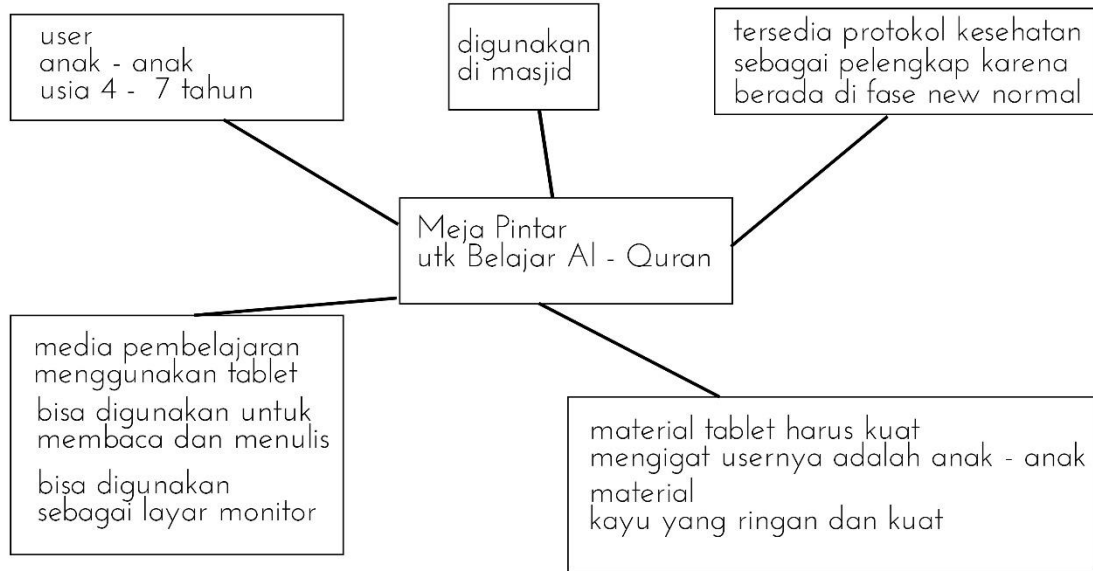 user
anak - anak
usia 4 - 7 tahun
digunakan
di masjid
tersedia protokol kesehatan
sebagai pelengkap karena
berada di fase new normal
Meja Pintar
utk Belajar Al - Quran
media pembelajaran
menggunakan tablet
bisa digunakan untuk
membaca dan menulis
bisa digunakan
sebagai layar monitor
material tablet harus kuat
mengigat usernya adalah anak - anak
material
kayu yang ringan dan kuat